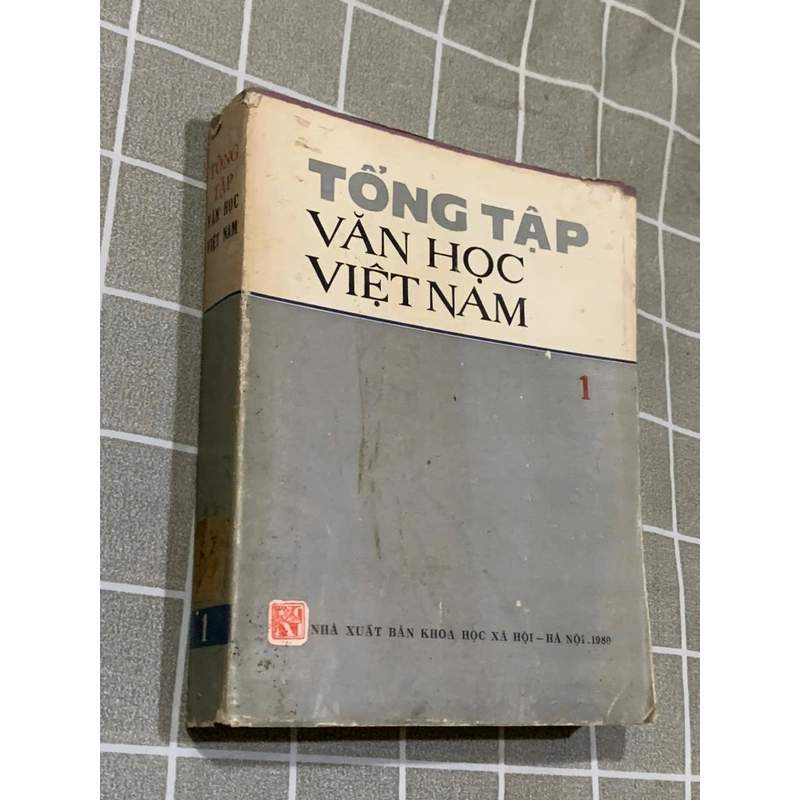 TỔNG
TẬP
VĂN HỌC
VIỆT NAM
1
TỔNG TẬP
VĂN HỌC
VIỆT NAM
1
NHÀ XUẤT BẢN KHOA HỌC XÃ HỘI – HÀ NỘI . 1980